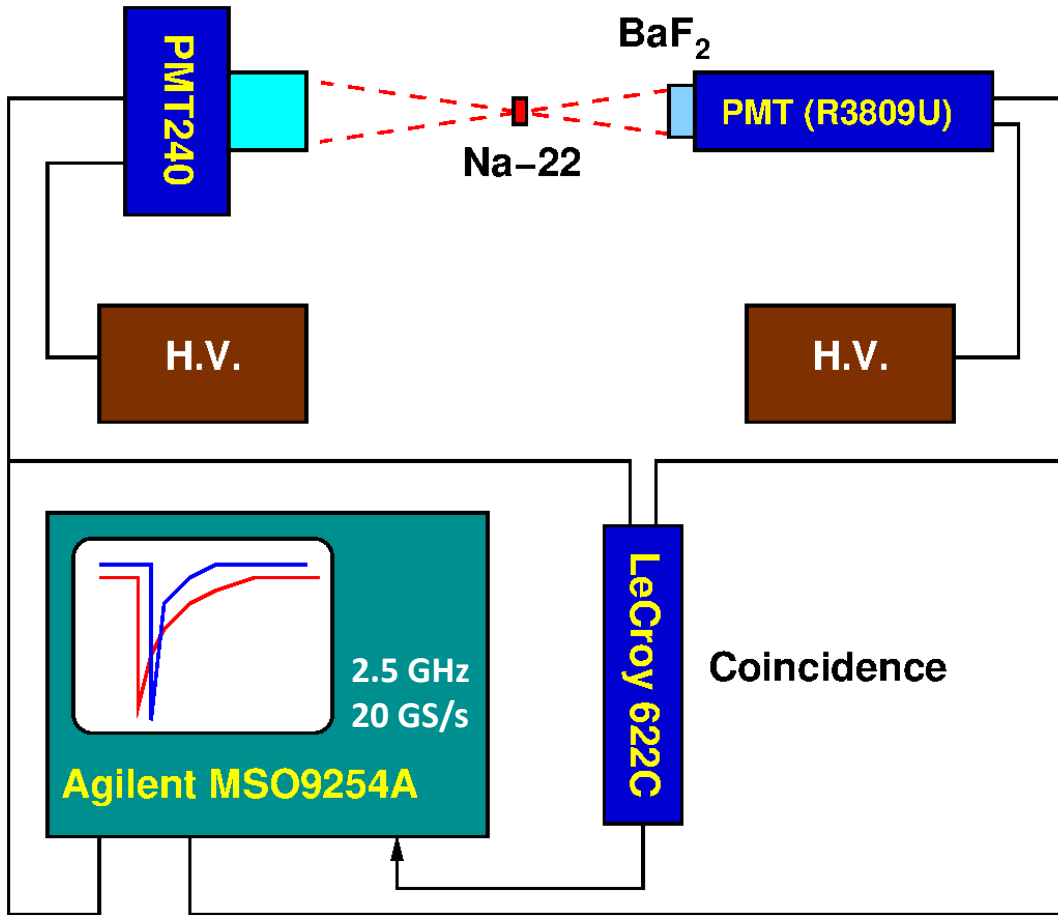 BaF₂
PMT240
PMT (R3809U)
Na−22
H.V.
H.V.
LeCroy 622C
Coincidence
2.5 GHz
20 GS/s
Agilent MSO9254A